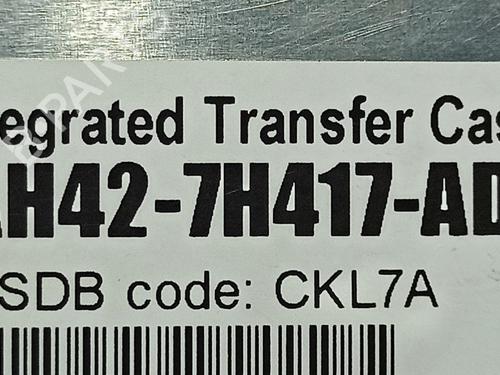 egrated Transfer Cas
AH42-7H417-AD
SDB code: CKL7A